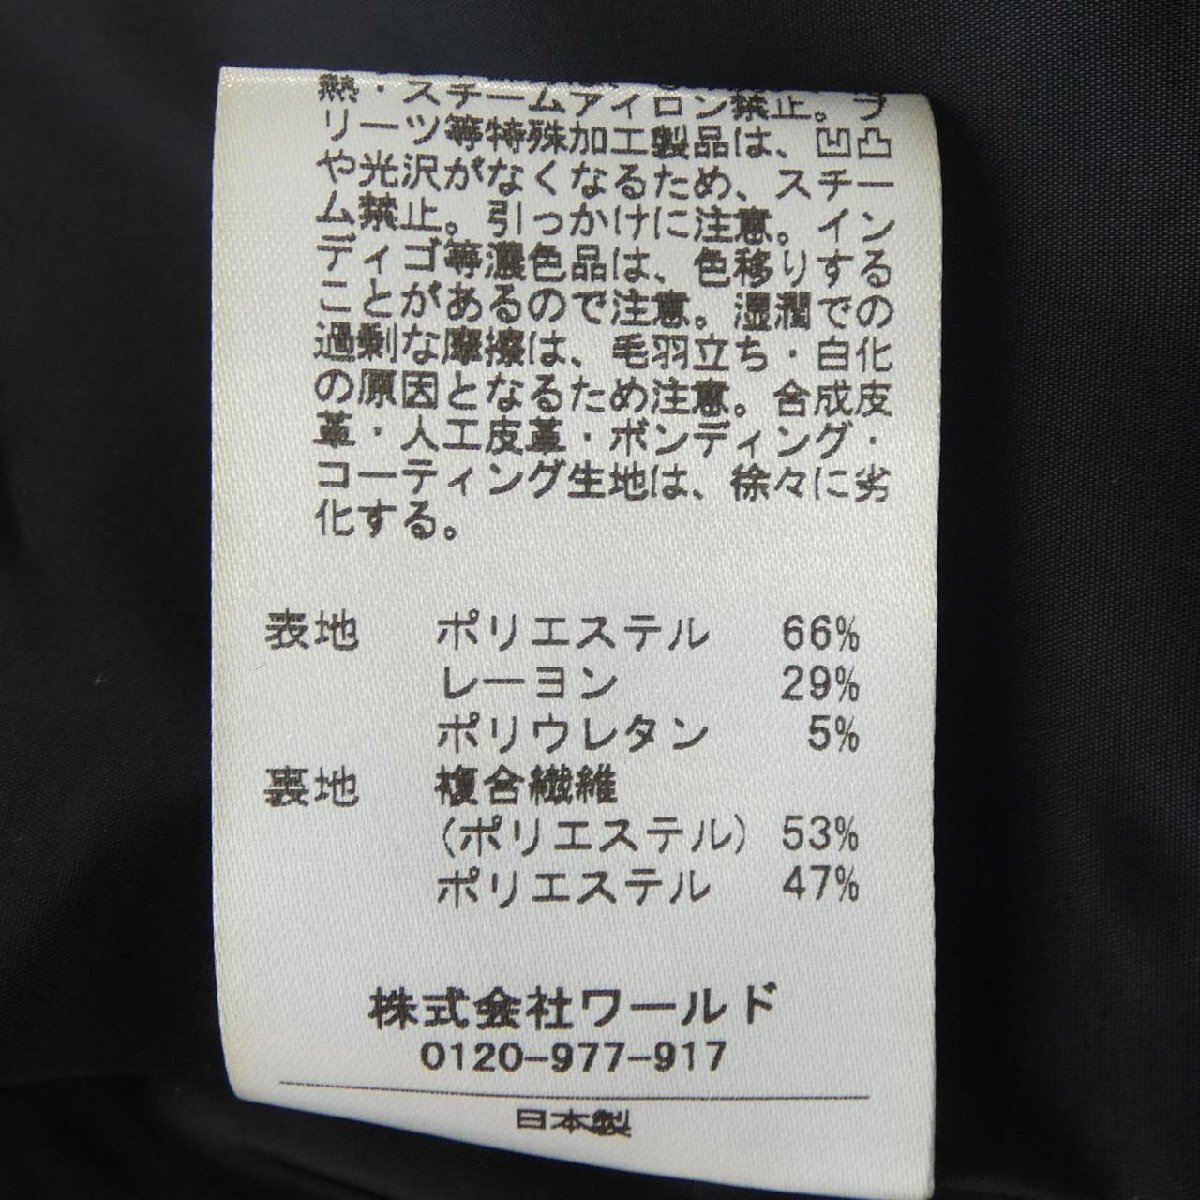 熱・スチームアイロン禁止。プ
リーツ等特殊加工製品は、凹凸
や光沢がなくなるため、スチー
ム禁止。引っかけに注意。イン
ディゴ等濃色品は、色移りする
ことがあるので注意。湿潤での
過剰な摩擦は、毛羽立ち・白化
の原因となるため注意。合成皮
革・人工皮革・ボンディング・
コーティング生地は、徐々に劣
化する。
表地 ポリエステル 66%
レーヨン 29%
ポリウレタン 5%
裏地 複合繊維
(ポリエステル) 53%
ポリエステル 47%
株式会社ワールド
0120-977-917
日本製